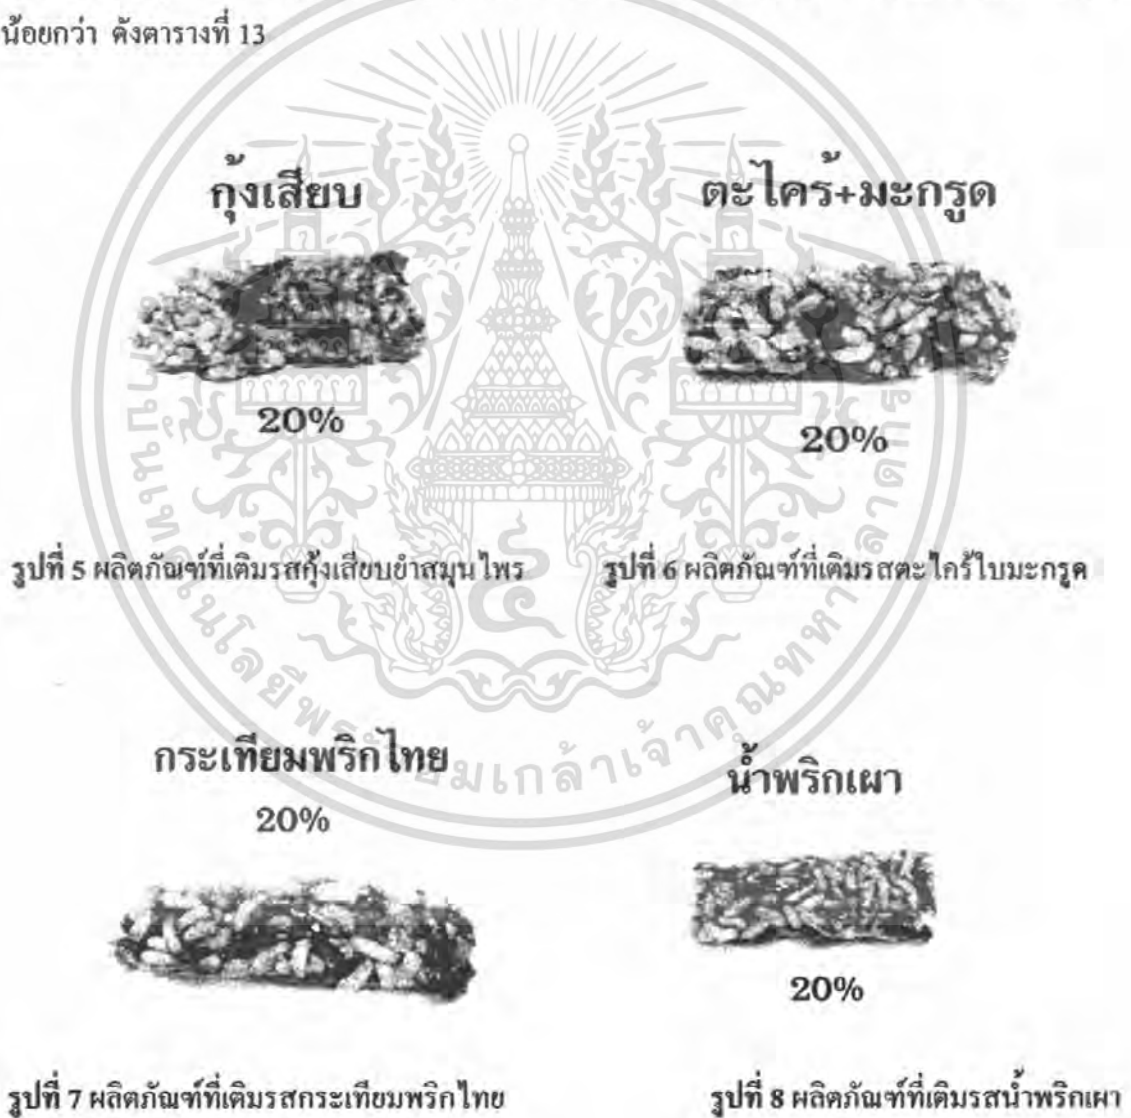 น้อยกว่า ดังตารางที่ 13
กุ้งเสียบ
ตะไคร้+มะกรูด
20%
20%
รูปที่ 5 ผลิตภัณฑ์ที่เติมรสกุ้งเสียบยำสมุนไพร
รูปที่ 6 ผลิตภัณฑ์ที่เติมรสตะไคร้ใบมะกรูด
กระเทียมพริกไทย
20%
น้ำพริกเผา
20%
รูปที่ 7 ผลิตภัณฑ์ที่เติมรสกระเทียมพริกไทย
รูปที่ 8 ผลิตภัณฑ์ที่เติมรสน้ำพริกเผา